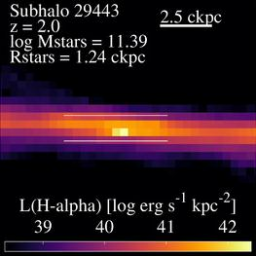 Subhalo 29443
2.5 ckpc
z = 2.0
log Mstars = 11.39
Rstars = 1.24 ckpc
L(H-alpha) [log erg s⁻¹ kpc⁻²]
39 40 41 42